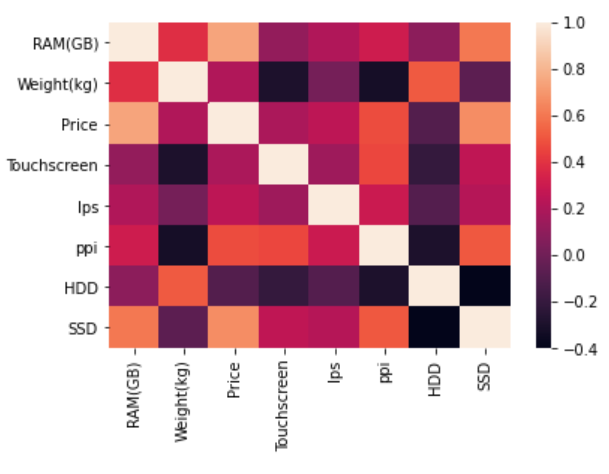 RAM(GB)
Weight(kg)
Price
Touchscreen
Ips
ppi
HDD
SSD
RAM(GB)
Weight(kg)
Price
Touchscreen
Ips
ppi
HDD
SSD
1.0
0.8
0.6
0.4
0.2
0.0
−0.2
−0.4